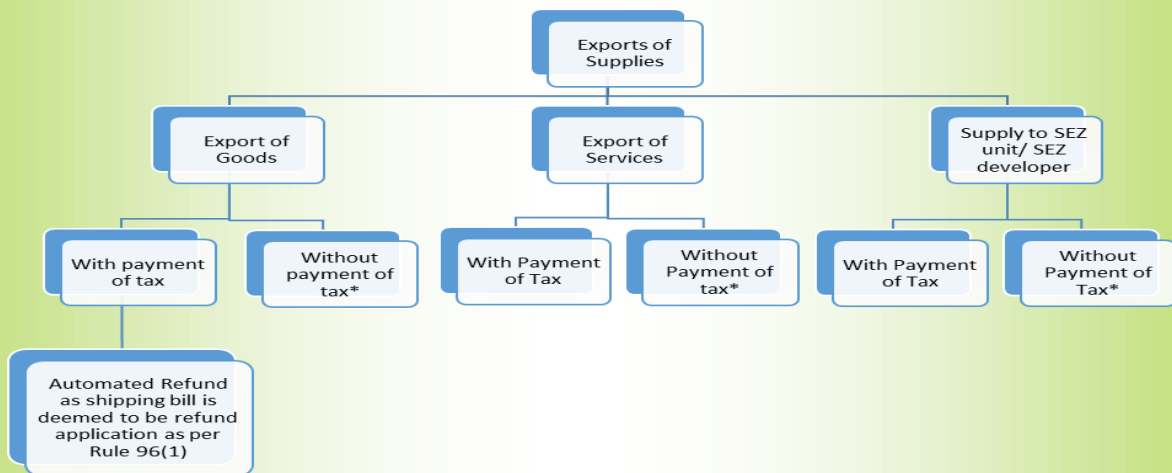 Exports of
Supplies
Export of
Goods
Export of
Services
Supply to SEZ
unit/ SEZ
developer
With payment
of tax
Without
payment of
tax*
With Payment
of Tax
Without
Payment of
tax*
With Payment
of Tax
Without
Payment of
Tax*
Automated Refund
as shipping bill is
deemed to be refund
application as per
Rule 96(1)